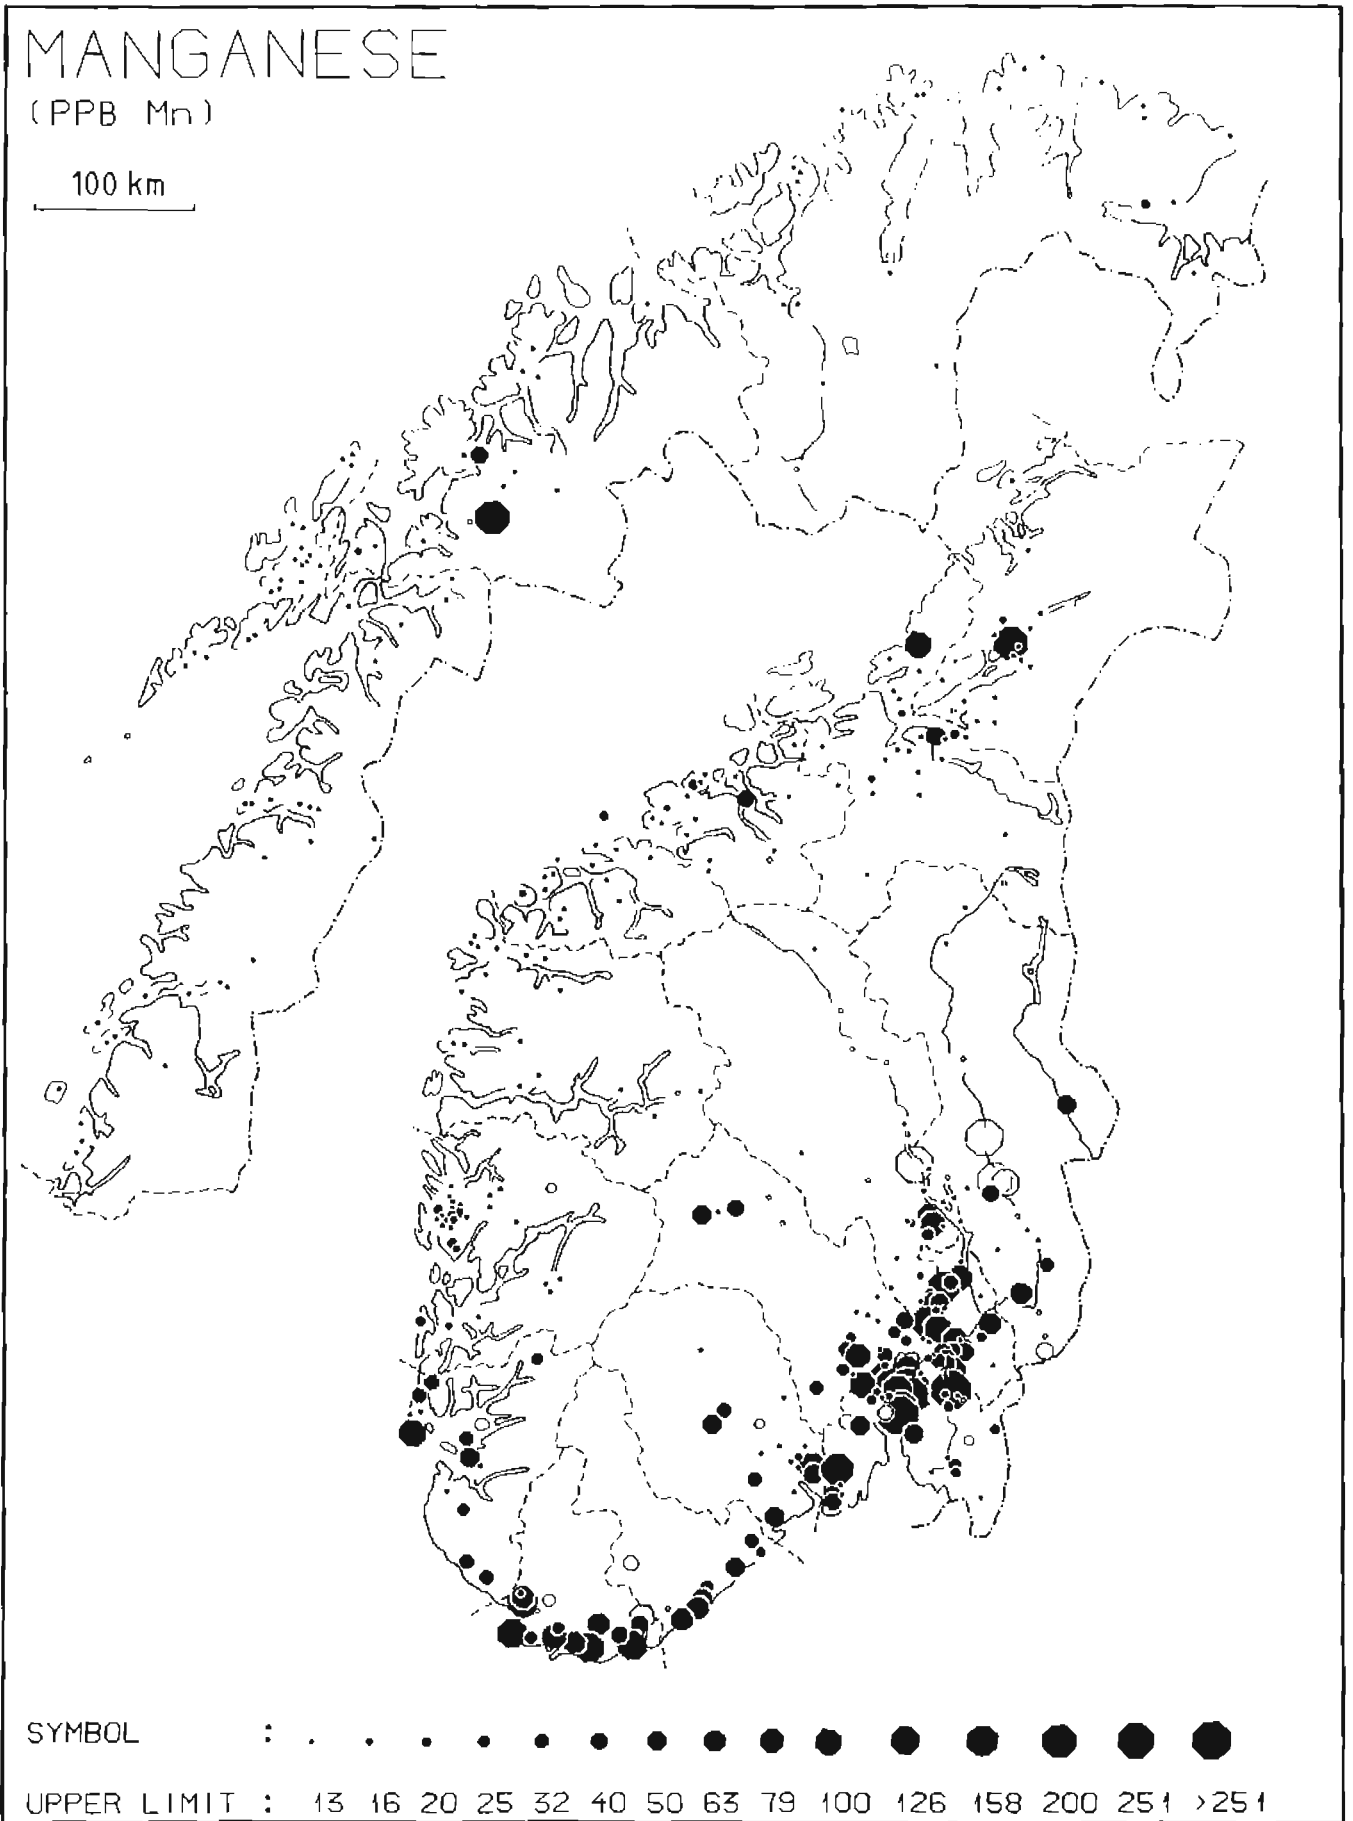 MANGANESE
(PPB Mn)
100 km
SYMBOL :
UPPER LIMIT : 13 16 20 25 32 40 50 63 79 100 126 158 200 251 >251